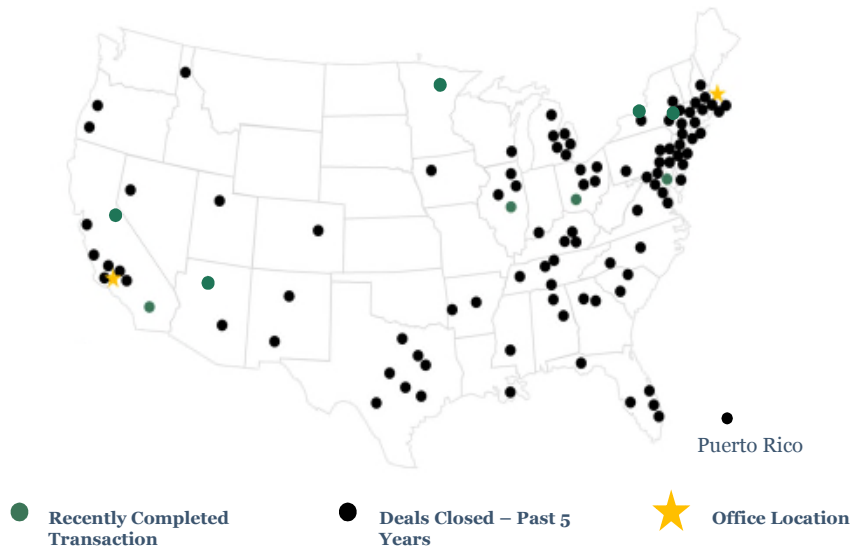 Puerto Rico
Recently Completed
Transaction
Deals Closed – Past 5
Years
Office Location